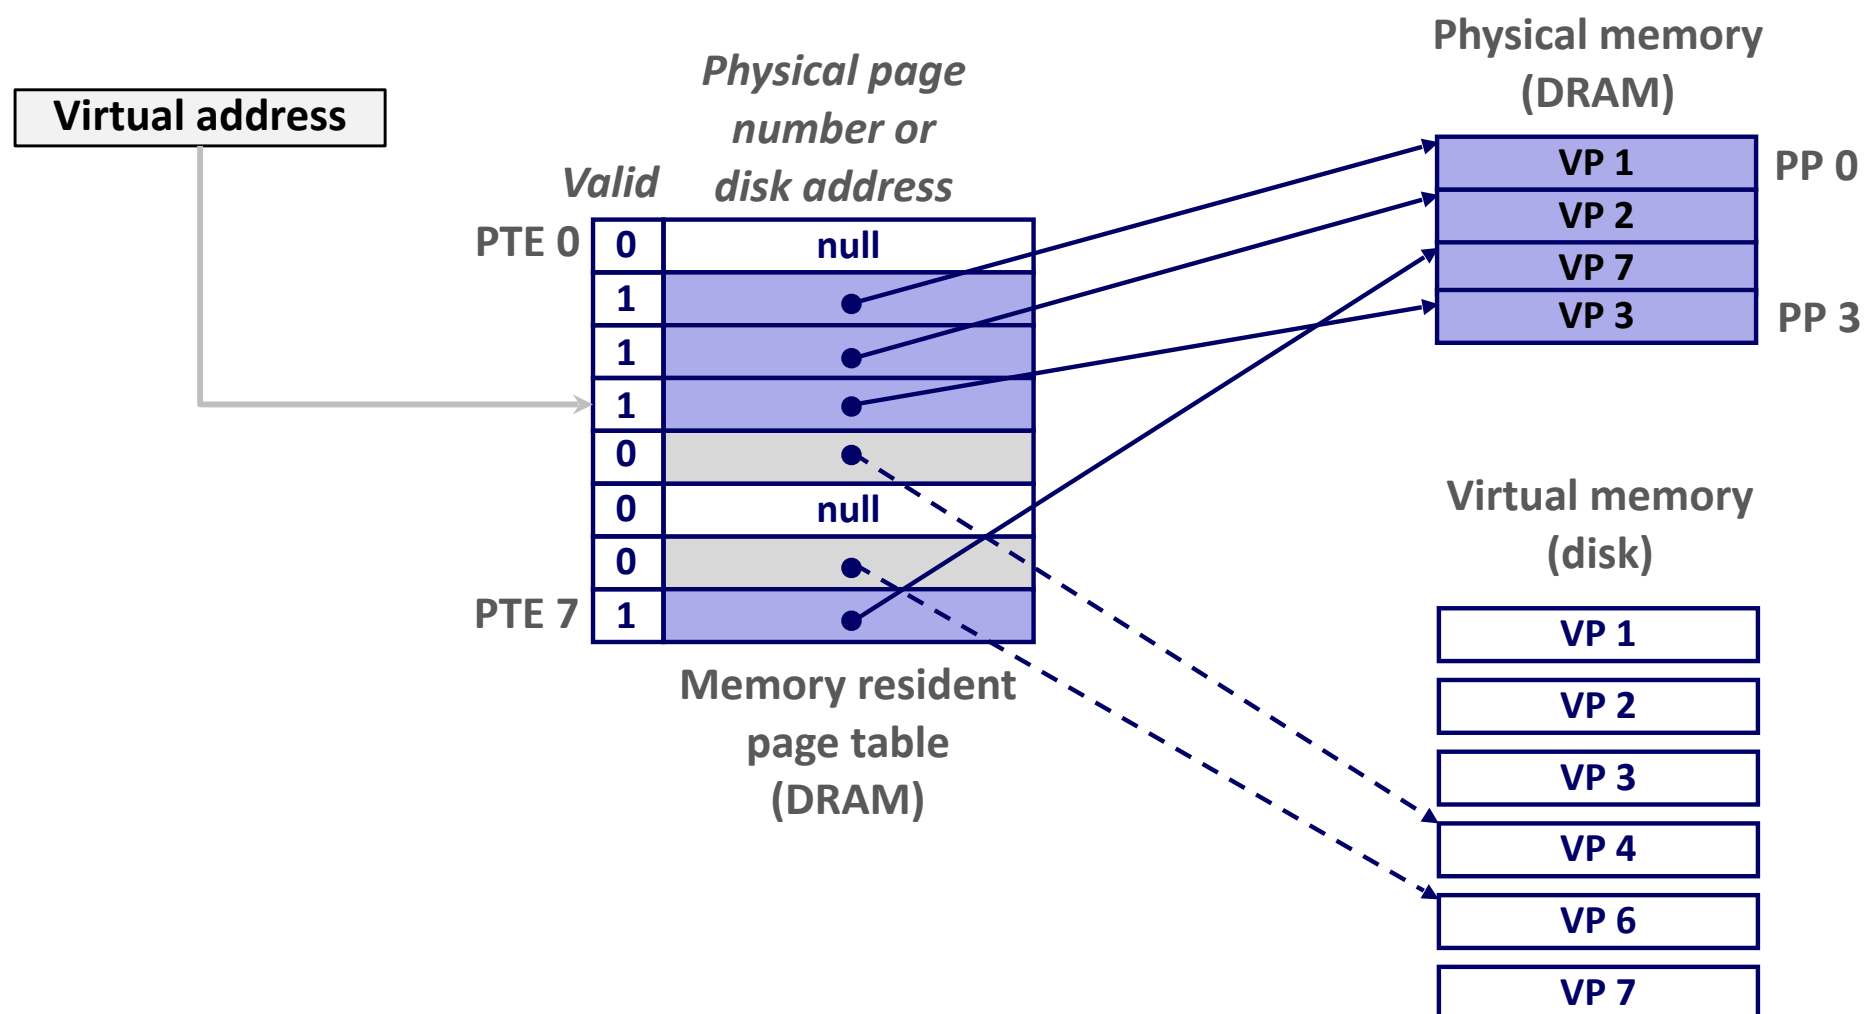 Virtual address
Physical page
number or
disk address
Valid
PTE 0
0
null
1
1
1
0
0
null
0
PTE 7
1
Memory resident
page table
(DRAM)
Physical memory
(DRAM)
VP 1
PP 0
VP 2
VP 7
VP 3
PP 3
Virtual memory
(disk)
VP 1
VP 2
VP 3
VP 4
VP 6
VP 7